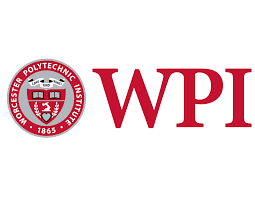 WORCESTER POLYTECHNIC INSTITUTE
· 1865 ·
WPI